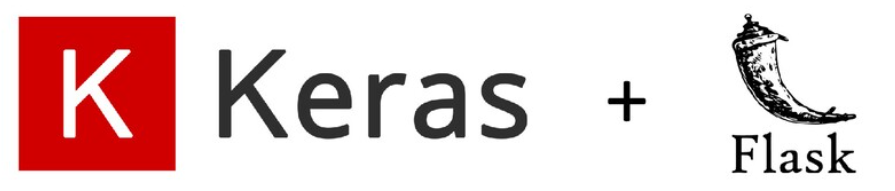 K Keras + Flask